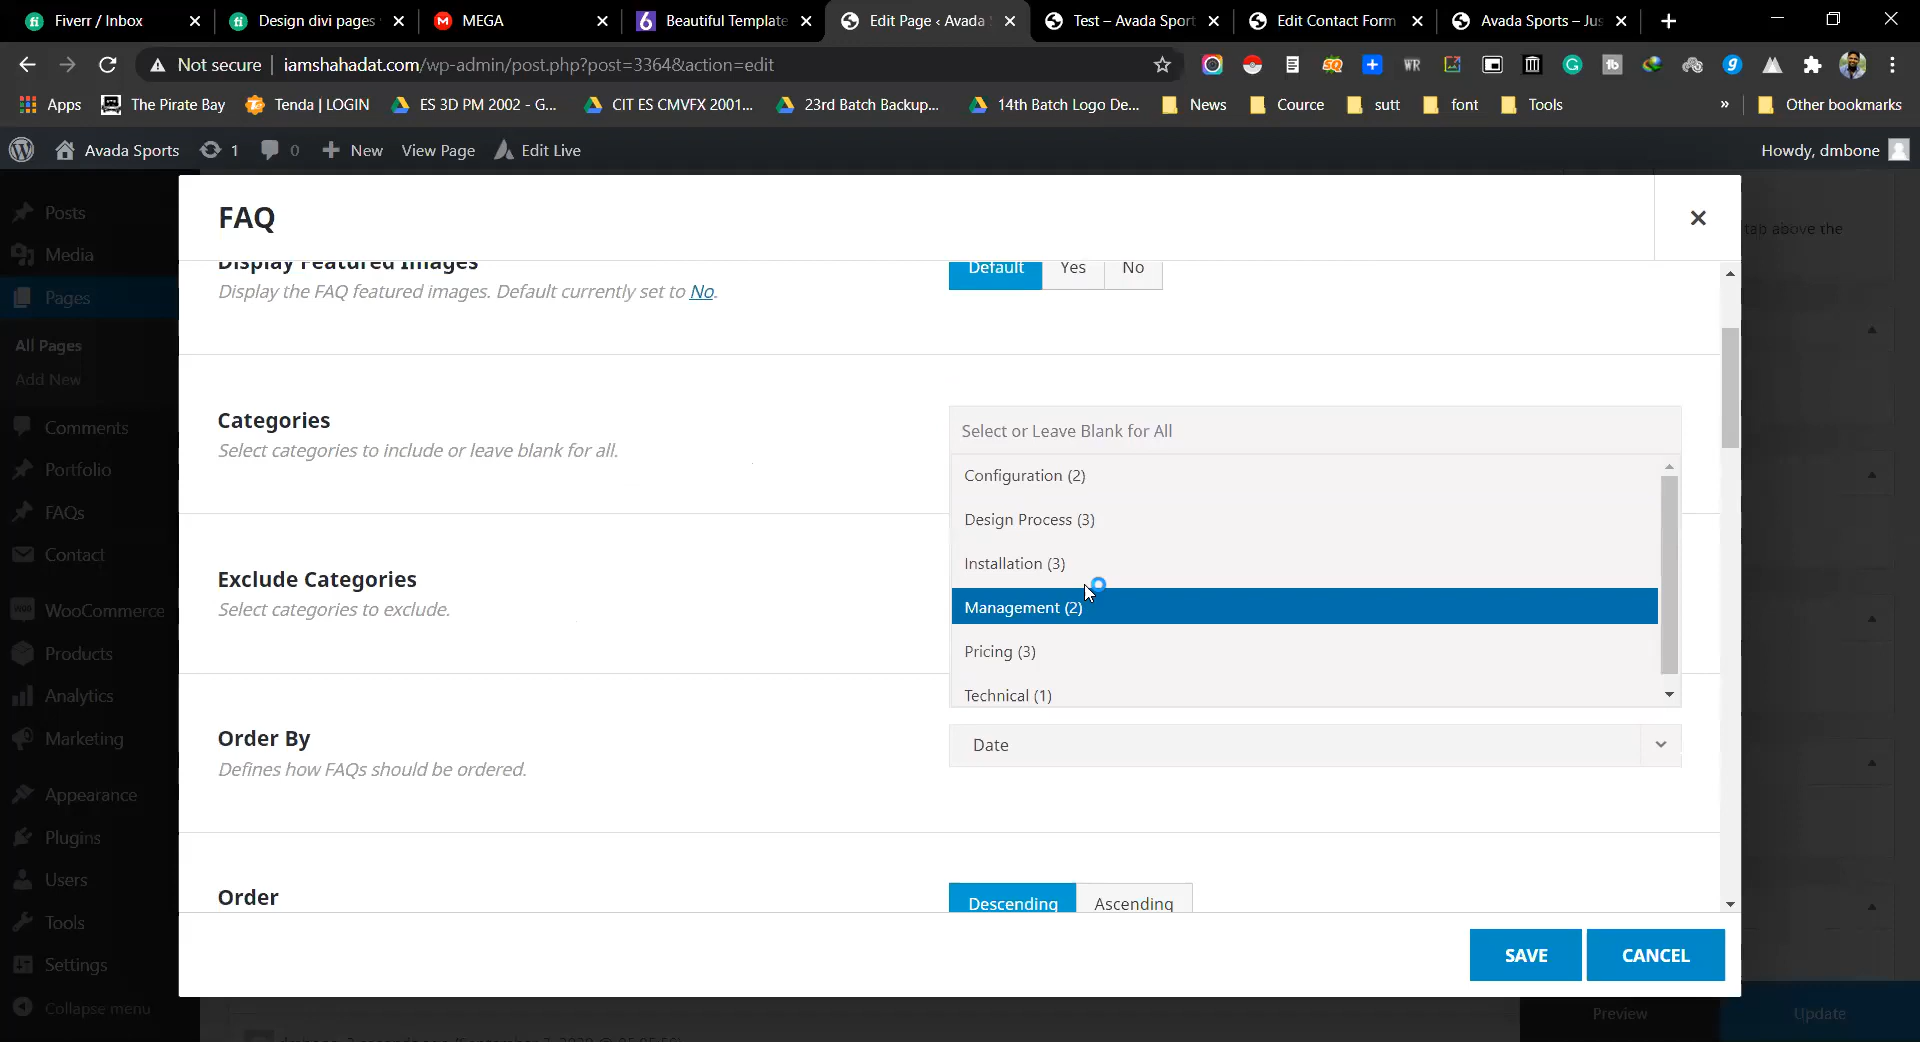 Fiverr / Inbox
Design divi pages
MEGA
Beautiful Template
Edit Page ‹ Avada
Test – Avada Sport
Edit Contact Form
Avada Sports – Jus
Not secure
iamshahadat.com/wp-admin/post.php?post=3364&action=edit
Apps
The Pirate Bay
Tenda | LOGIN
ES 3D PM 2002 - G...
CIT ES CMVFX 2001...
23rd Batch Backup...
14th Batch Logo De...
News
Cource
sutt
font
Tools
»
Other bookmarks
Avada Sports
1
0
New
View Page
Edit Live
Howdy, dmbone
Posts
Media
Pages
All Pages
Add New
Comments
Portfolio
FAQs
Contact
WooCommerce
Products
Analytics
Marketing
Appearance
Plugins
Users
Tools
Settings
Collapse menu
FAQ
tab above the
Display Featured Images
Display the FAQ featured images. Default currently set to No.
Default
Yes
No
Categories
Select categories to include or leave blank for all.
Select or Leave Blank for All
Configuration (2)
Design Process (3)
Installation (3)
Management (2)
Pricing (3)
Technical (1)
Exclude Categories
Select categories to exclude.
Order By
Defines how FAQs should be ordered.
Date
Order
Descending
Ascending
SAVE
CANCEL
Preview
Update